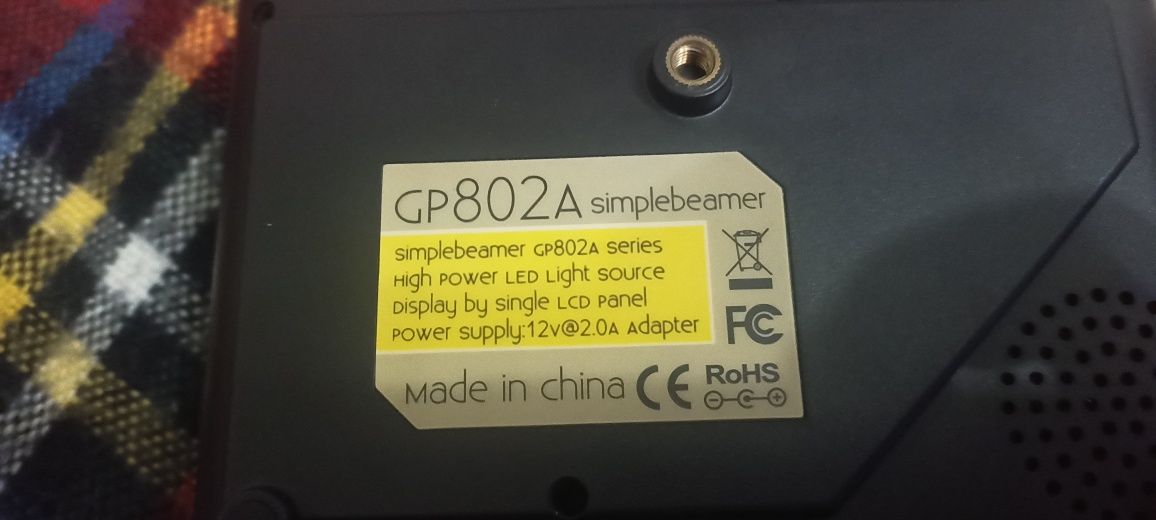 GP802A simplebeamer
simplebeamer GP802A series
High Power LED Light source
Display by single LCD Panel
Power supply:12V@2.0A Adapter
FC
Made in china CE RoHS